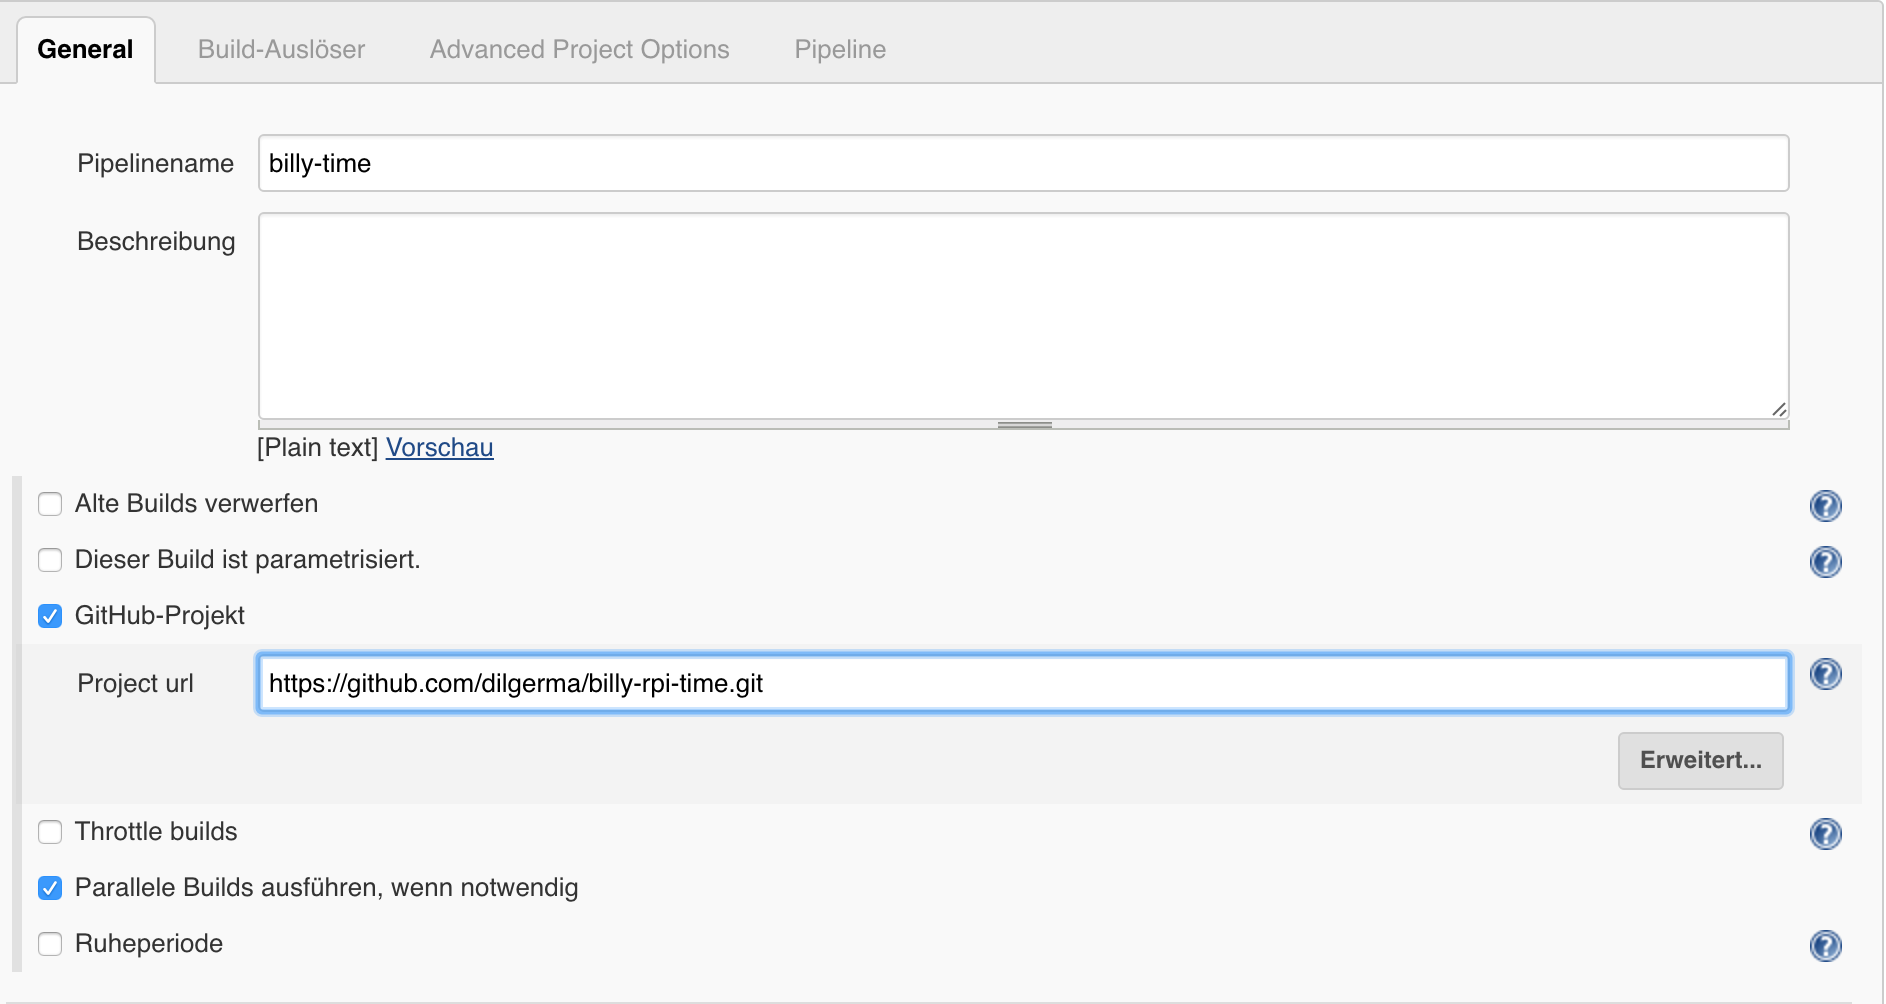 General Build-Auslöser Advanced Project Options Pipeline
Pipelinename billy-time
Beschreibung
[Plain text] Vorschau
Alte Builds verwerfen
Dieser Build ist parametrisiert.
GitHub-Projekt
Project url https://github.com/dilgerma/billy-rpi-time.git
Erweitert...
Throttle builds
Parallele Builds ausführen, wenn notwendig
Ruheperiode